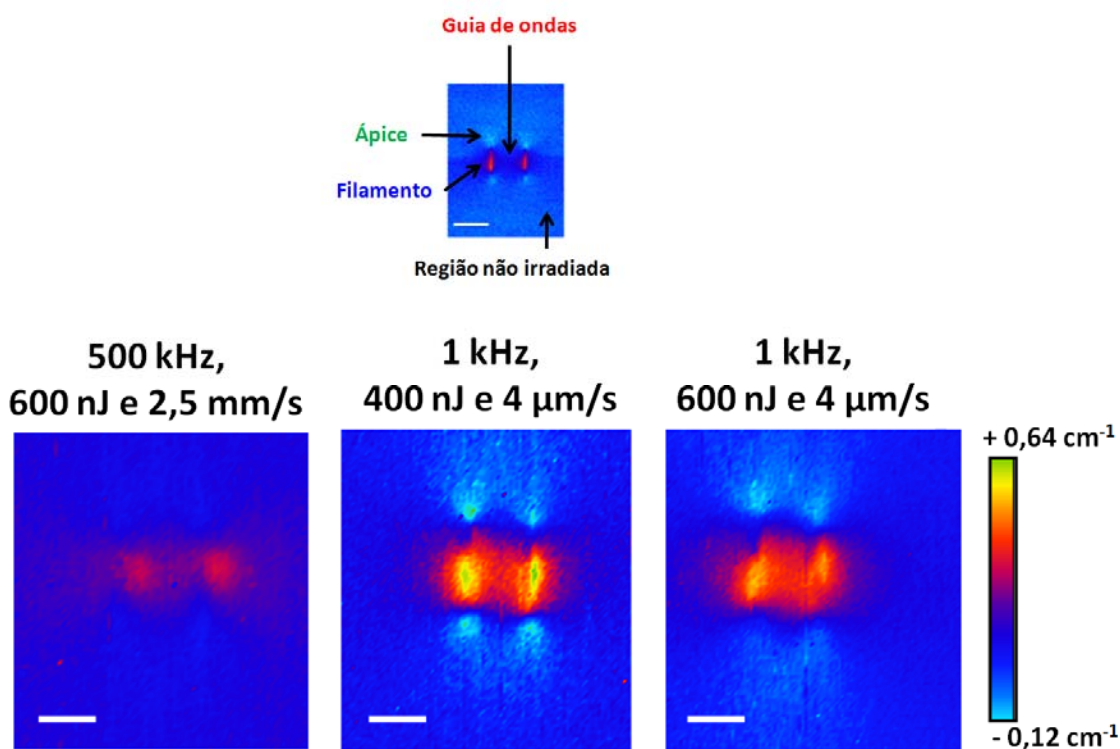 Guia de ondas
Ápice
Filamento
Região não irradiada
500 kHz,
600 nJ e 2,5 mm/s
1 kHz,
400 nJ e 4 µm/s
1 kHz,
600 nJ e 4 µm/s
+ 0,64 cm⁻¹
- 0,12 cm⁻¹